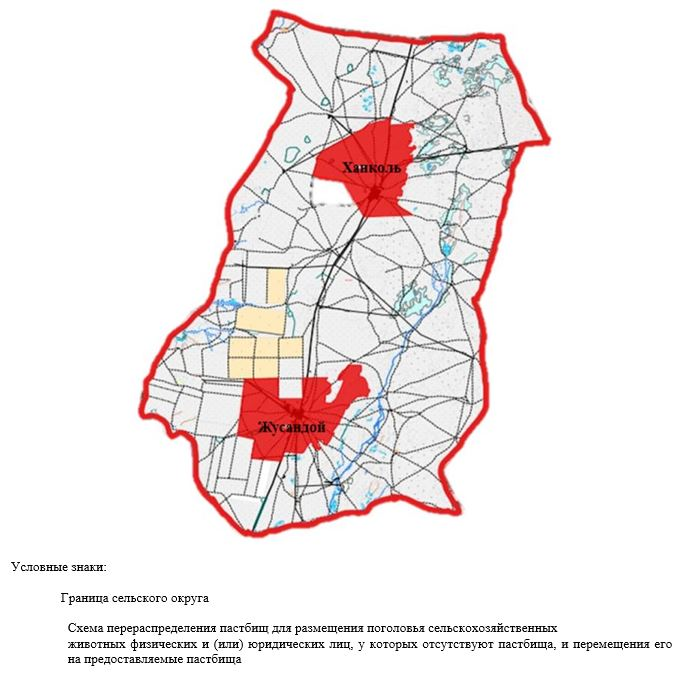 Ханколь
Жусандой
Условные знаки:
Граница сельского округа
Схема перераспределения пастбищ для размещения поголовья сельскохозяйственных
животных физических и (или) юридических лиц, у которых отсутствуют пастбища, и перемещения его
на предоставляемые пастбища